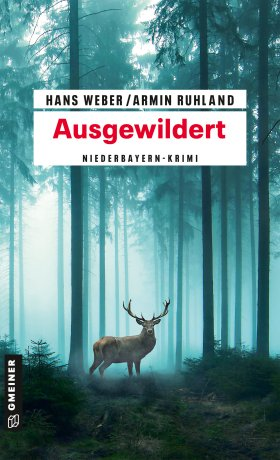 HANS WEBER/ARMIN RUHLAND
Ausgewildert
NIEDERBAYERN-KRIMI
GMEINER